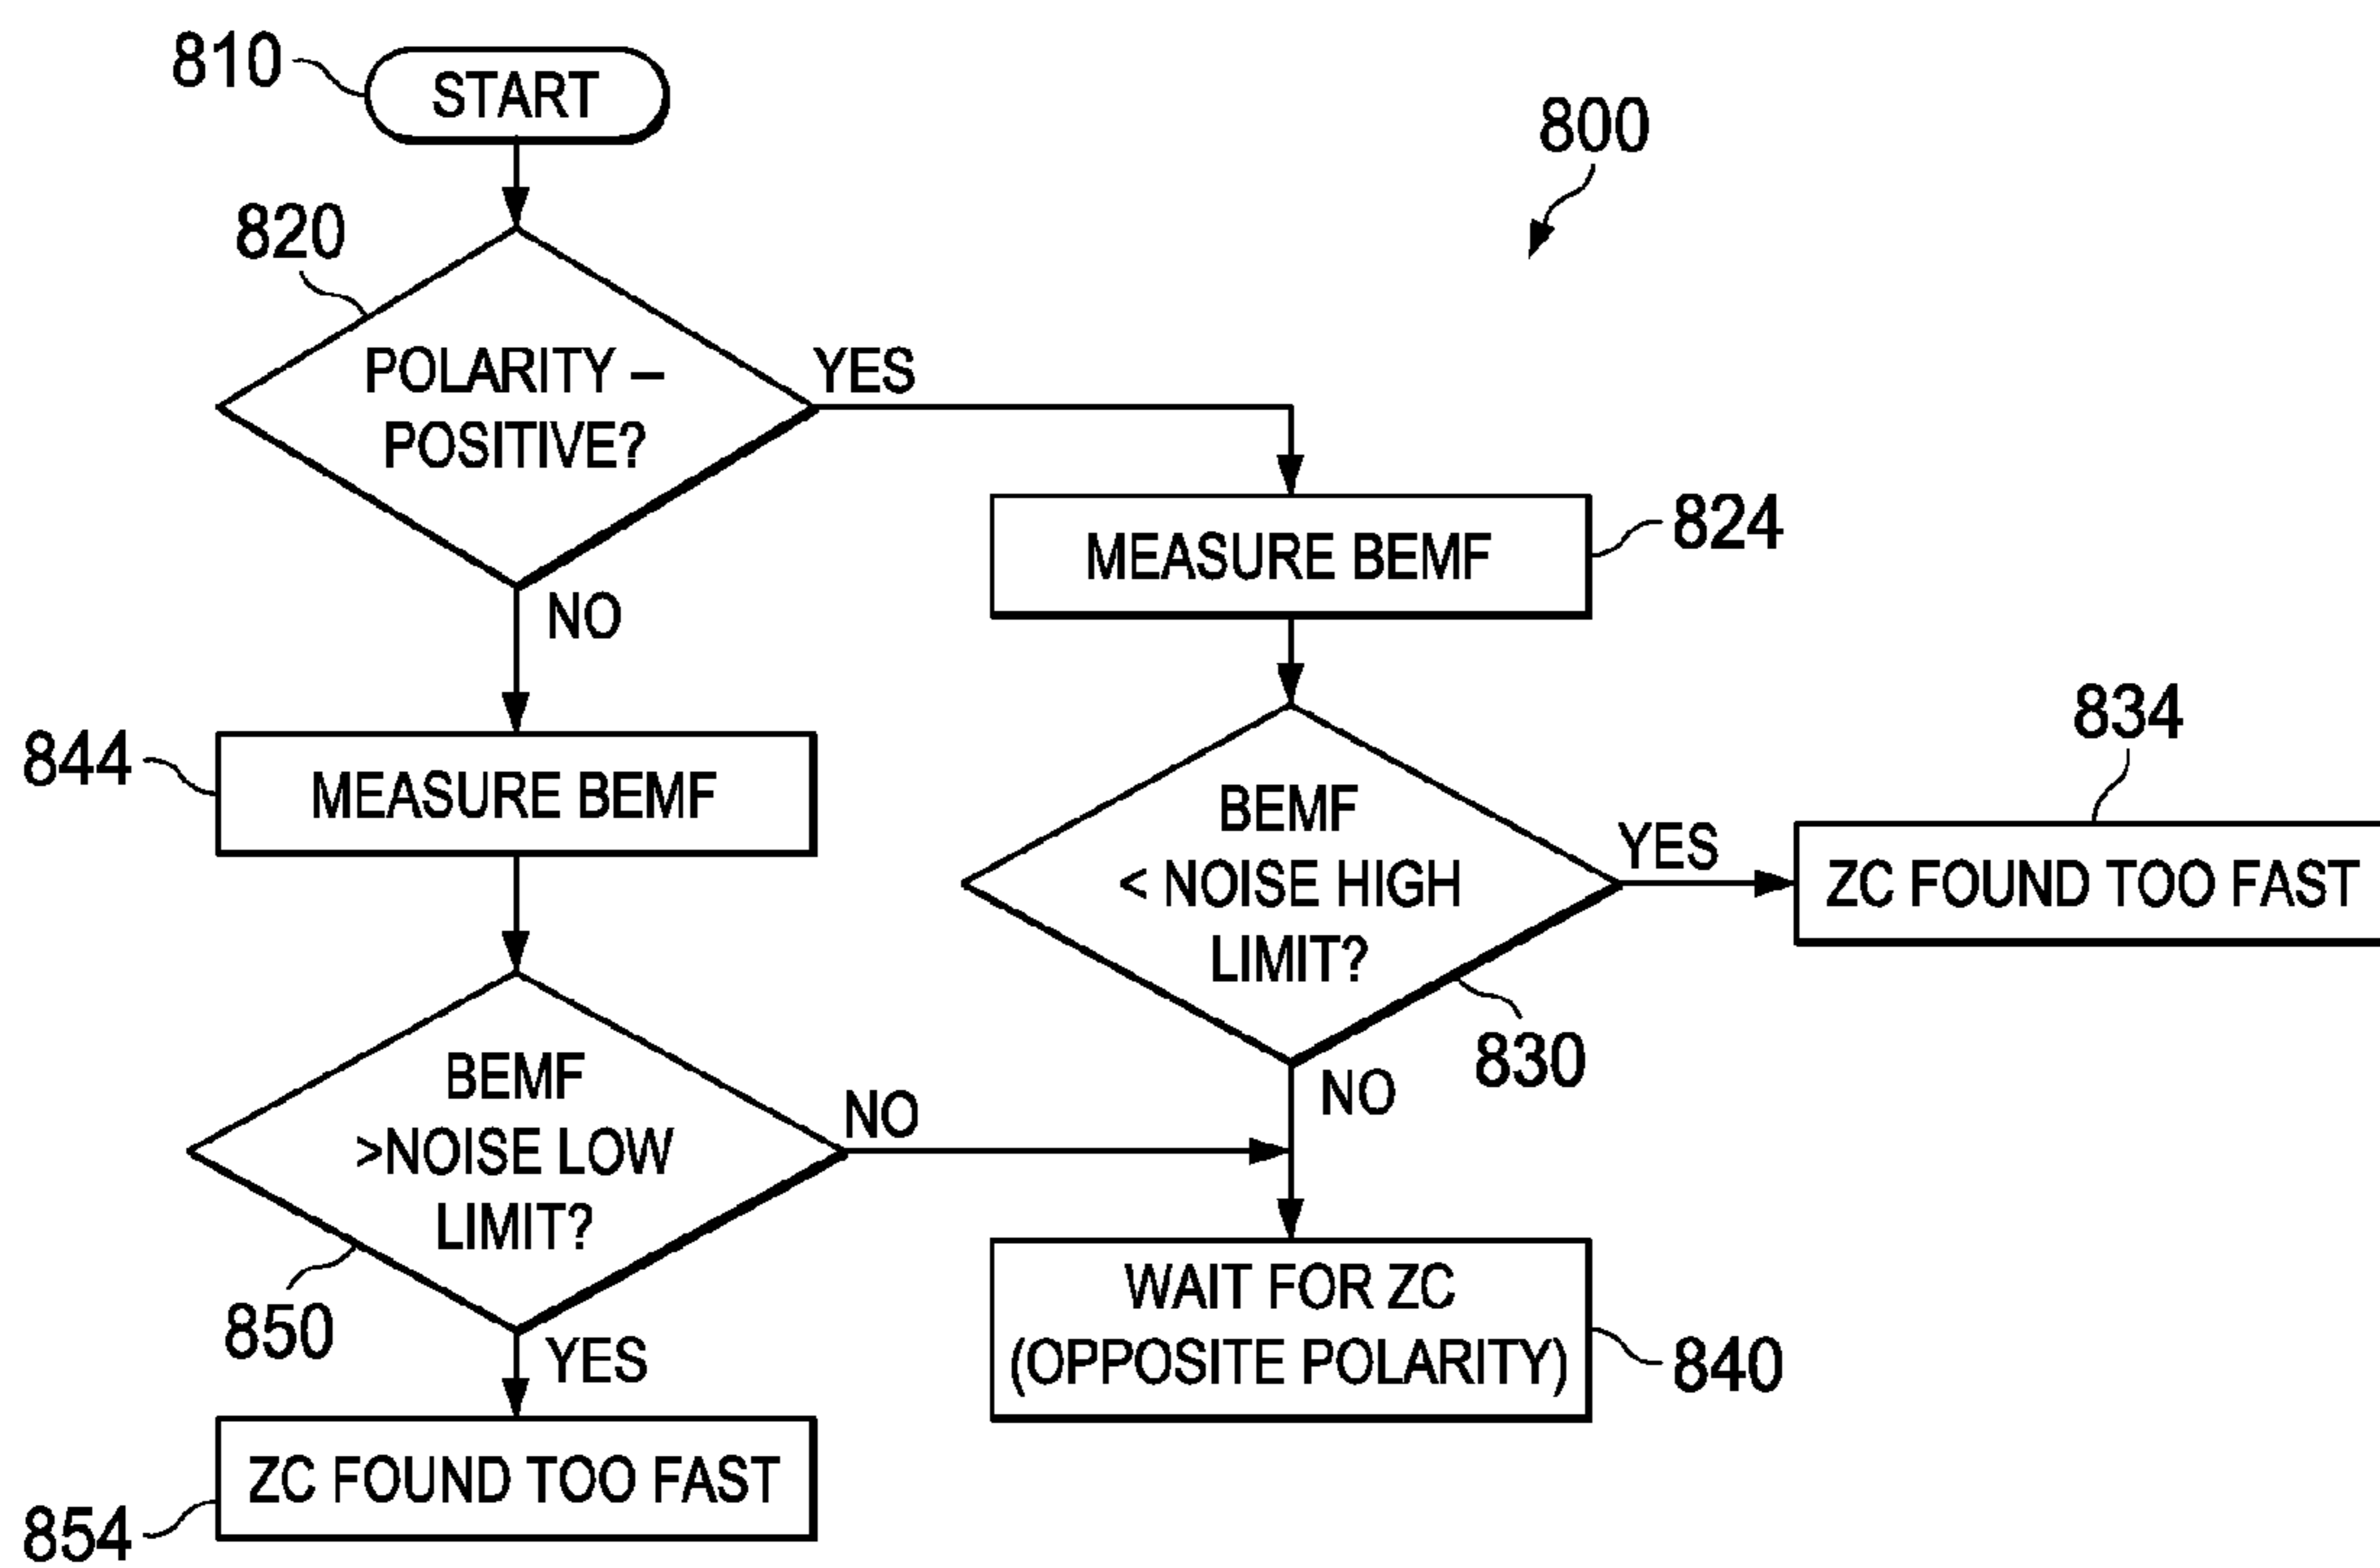 810
START
800
820
POLARITY –
POSITIVE?
YES
NO
MEASURE BEMF
824
844
MEASURE BEMF
BEMF
< NOISE HIGH
LIMIT?
YES
834
ZC FOUND TOO FAST
830
NO
BEMF
>NOISE LOW
LIMIT?
NO
850
YES
WAIT FOR ZC
(OPPOSITE POLARITY)
840
ZC FOUND TOO FAST
854